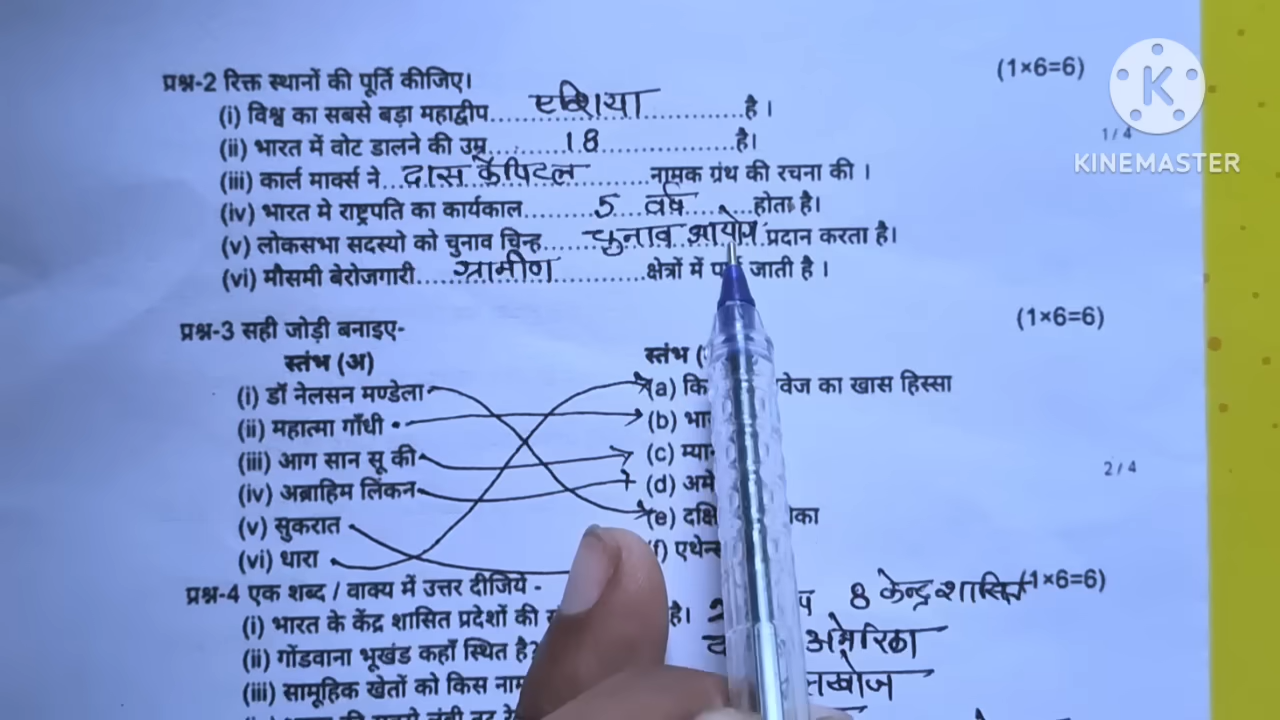 (1×6=6)
प्रश्न-2 रिक्त स्थानों की पूर्ति कीजिए।
(i) विश्व का सबसे बड़ा महाद्वीप....एशिया....है।
1/4
KINEMASTER
(ii) भारत में वोट डालने की उम्र....18....है।
(iii) कार्ल मार्क्स ने....दास कैपिटल....नामक ग्रंथ की रचना की।
(iv) भारत मे राष्ट्रपति का कार्यकाल....5 वर्ष....होता है।
(v) लोकसभा सदस्यो को चुनाव चिन्ह....चुनाव आयोग....प्रदान करता है।
(vi) मौसमी बेरोजगारी....ग्रामीण....क्षेत्रों में जाती है।
प्रश्न-3 सही जोड़ी बनाइए-
(1×6=6)
स्तंभ (अ) स्तंभ (
(i) डॉ नेलसन मण्डेला (a) कि वेज का खास हिस्सा
(ii) महात्मा गाँधी (b) भा
(iii) आग सान सू की (c) म्या
(iv) अब्राहिम लिंकन (d) अमे
2/4
(v) सुकरात (e) दक्षि का
(vi) धारा (f) एथेन्स
प्रश्न-4 एक शब्द / वाक्य में उत्तर दीजिये - (1×6=6)
(i) भारत के केंद्र शासित प्रदेशों की है। 8 केन्द्र शासित
(ii) गोंडवाना भूखंड कहाँ स्थित है? अमेरिका
(iii) सामूहिक खेतों को किस नाम